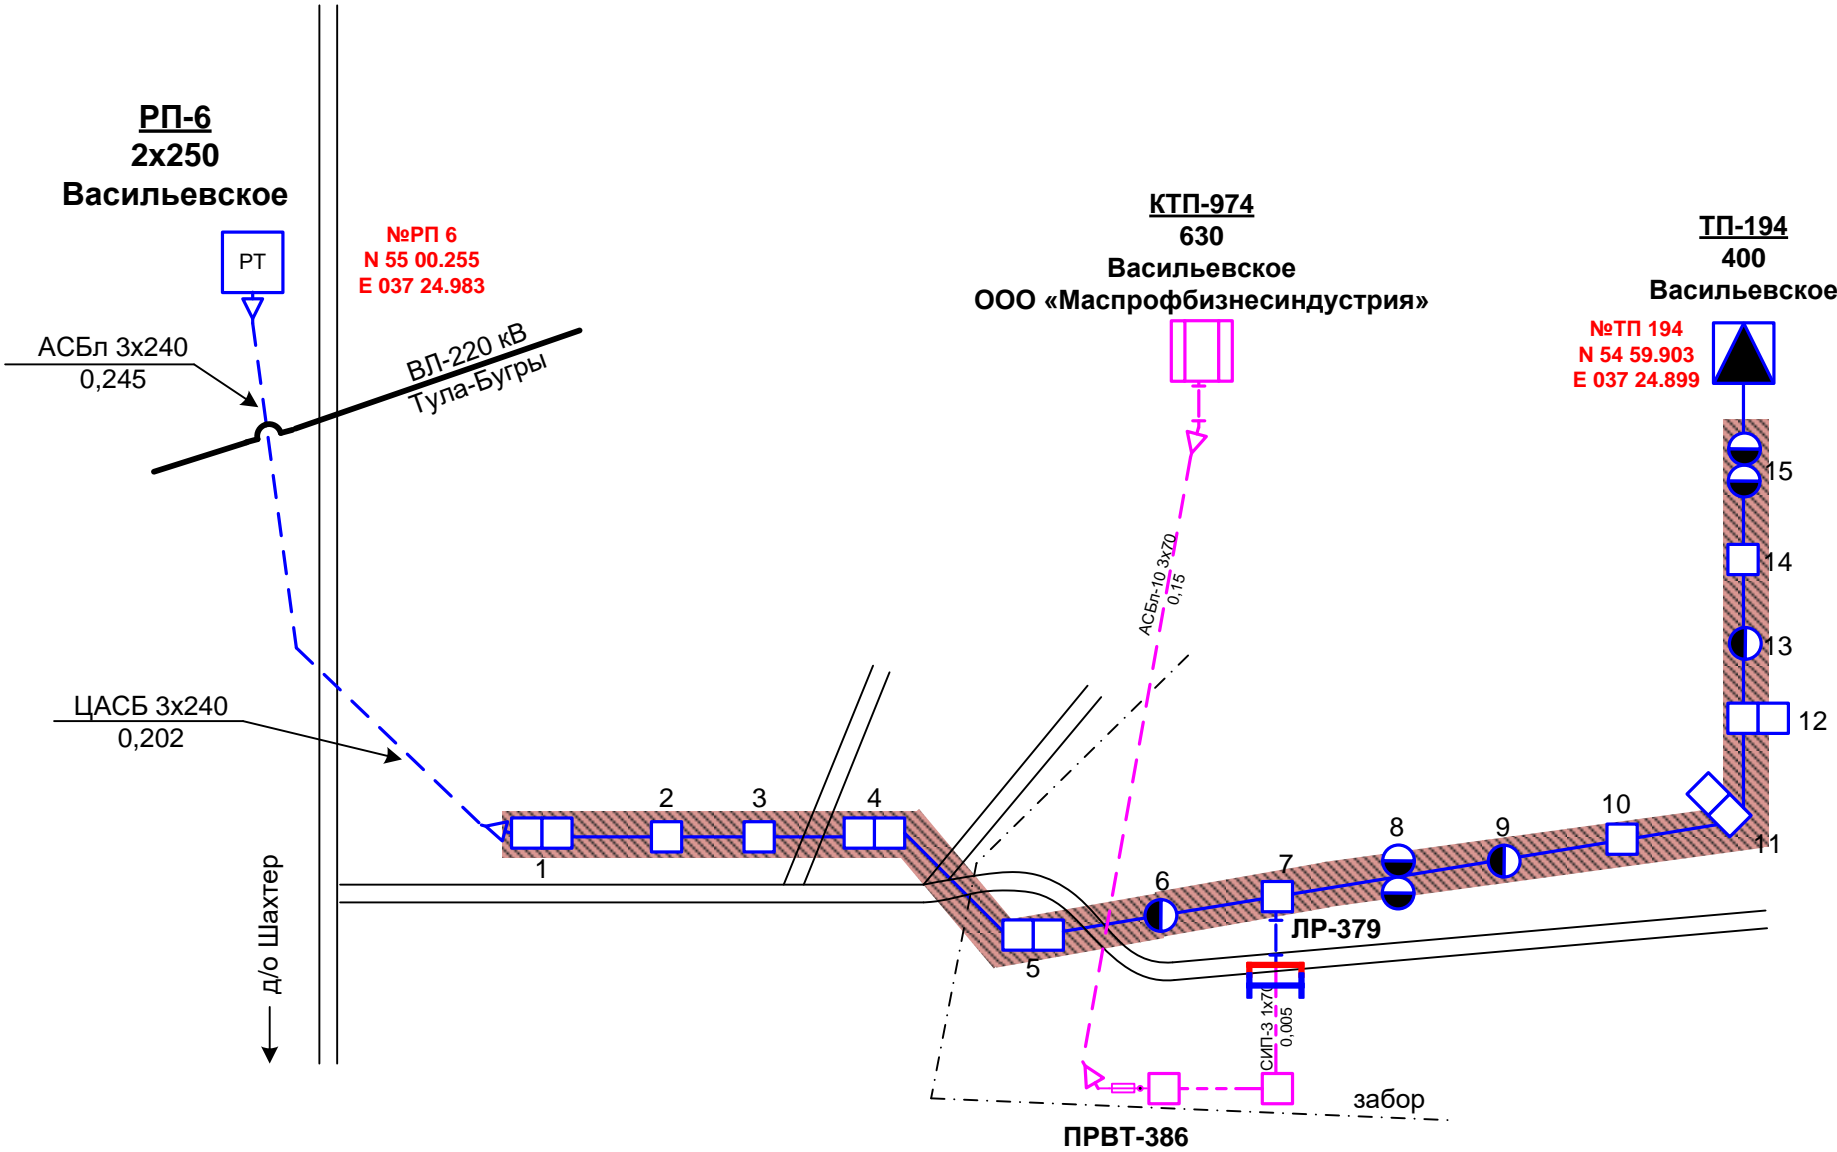 РП-6
2х250
Васильевское
РТ
№РП 6
N 55 00.255
E 037 24.983
АСБл 3х240
0,245
ВЛ-220 кВ
Тула-Бугры
ЦАСБ 3х240
0,202
д/о Шахтер
КТП-974
630
Васильевское
ООО «Маспрофбизнесиндустрия»
АСБл-10 3х70
0,15
ТП-194
400
Васильевское
№ТП 194
N 54 59.903
E 037 24.899
15
14
13
12
11
10
9
8
7
6
5
4
3
2
1
ЛР-379
СИП-3 1х70
0,005
забор
ПРВТ-386